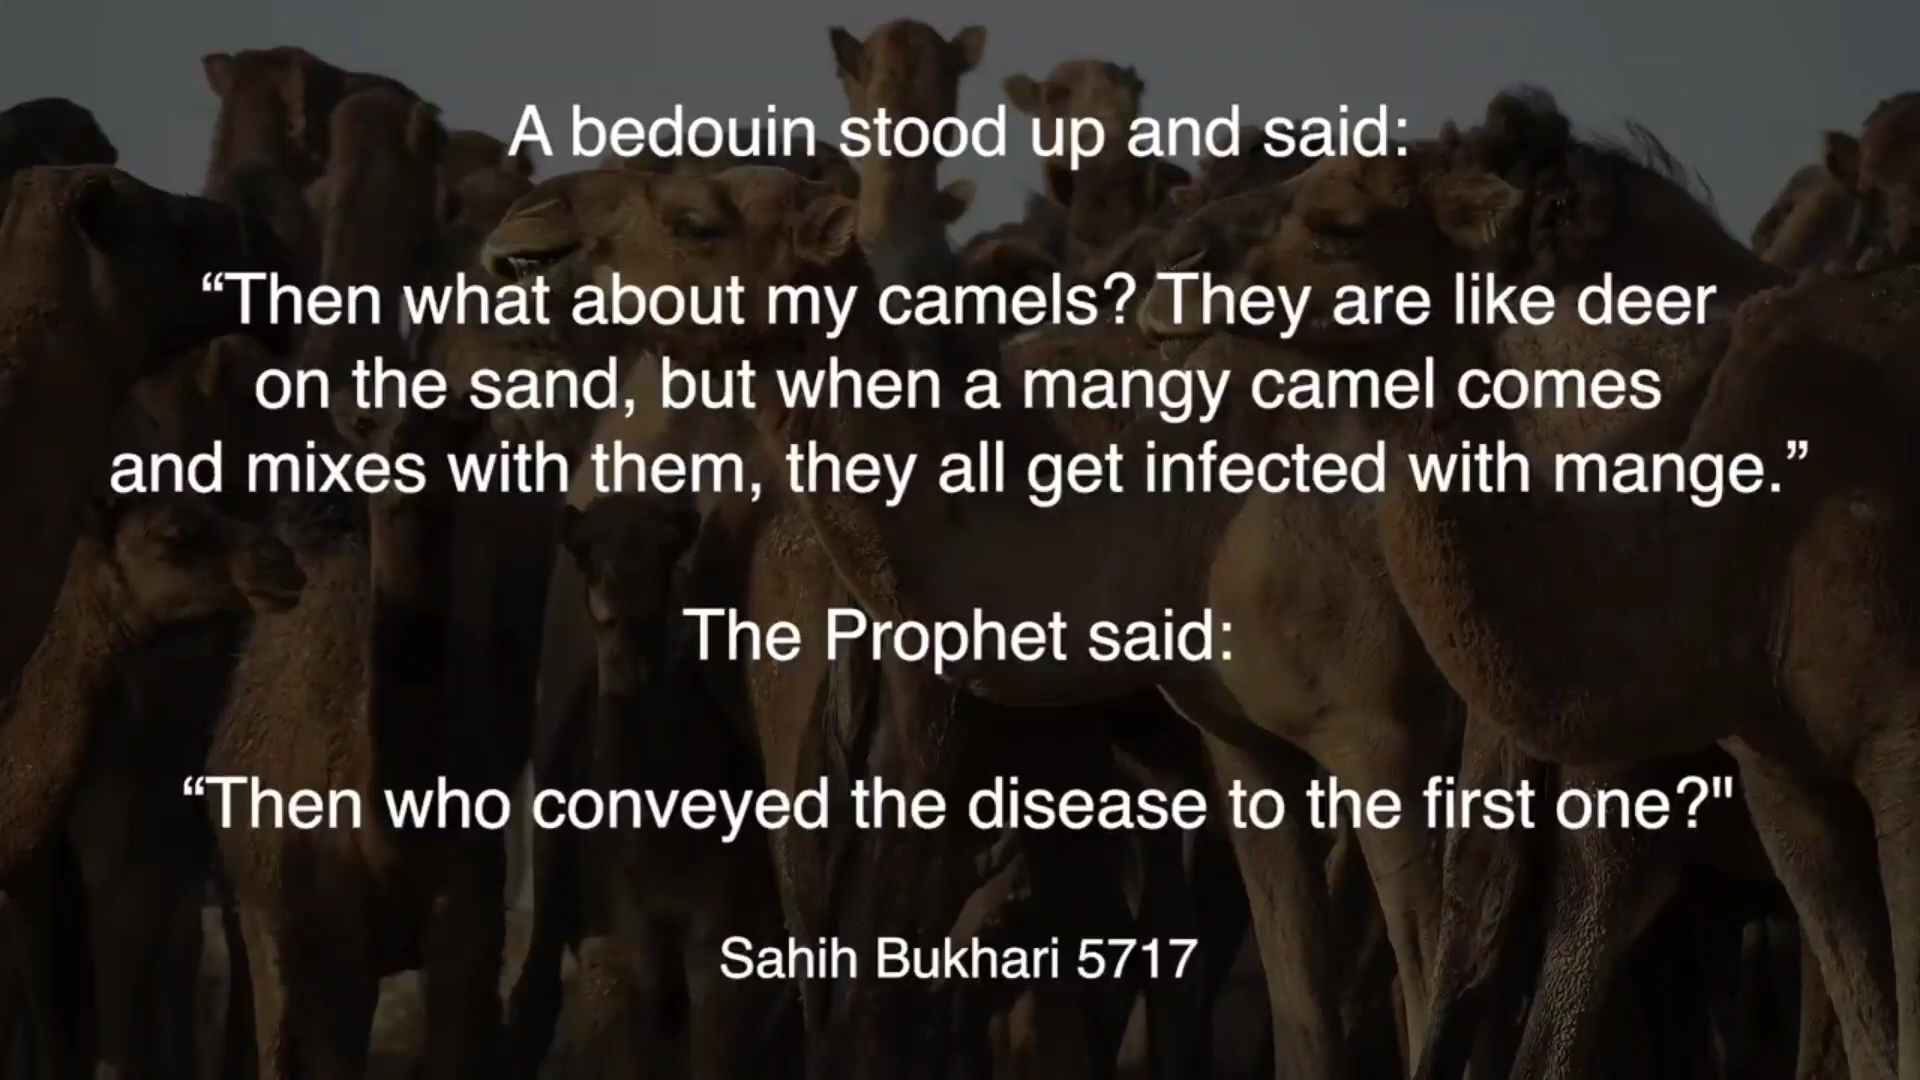 A bedouin stood up and said:
“Then what about my camels? They are like deer
on the sand, but when a mangy camel comes
and mixes with them, they all get infected with mange.”
The Prophet said:
“Then who conveyed the disease to the first one?"
Sahih Bukhari 5717